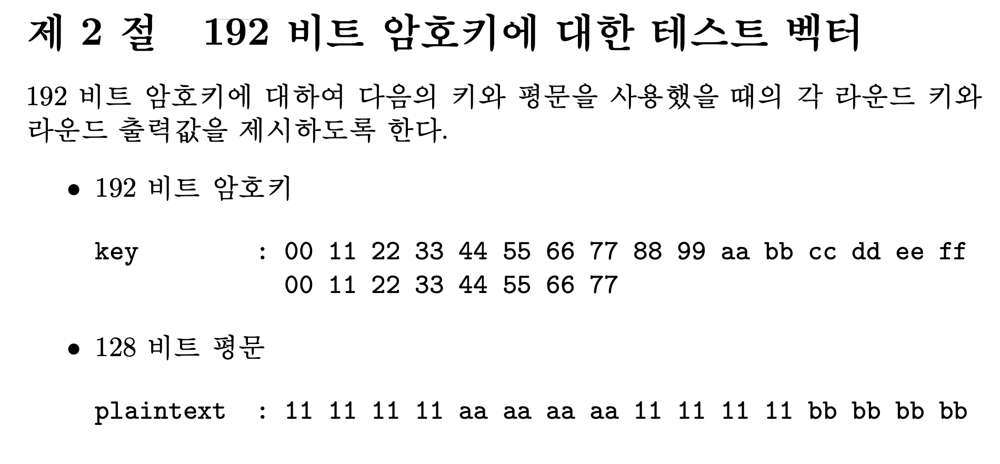 제 2 절 192 비트 암호키에 대한 테스트 벡터
192 비트 암호키에 대하여 다음의 키와 평문을 사용했을 때의 각 라운드 키와
라운드 출력값을 제시하도록 한다.
• 192 비트 암호키
key : 00 11 22 33 44 55 66 77 88 99 aa bb cc dd ee ff
00 11 22 33 44 55 66 77
• 128 비트 평문
plaintext : 11 11 11 11 aa aa aa aa 11 11 11 11 bb bb bb bb